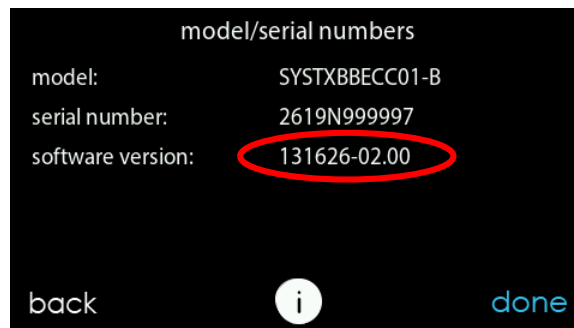 model/serial numbers
model: SYSTXBBECC01-B
serial number: 2619N999997
software version: 131626-02.00
back i done